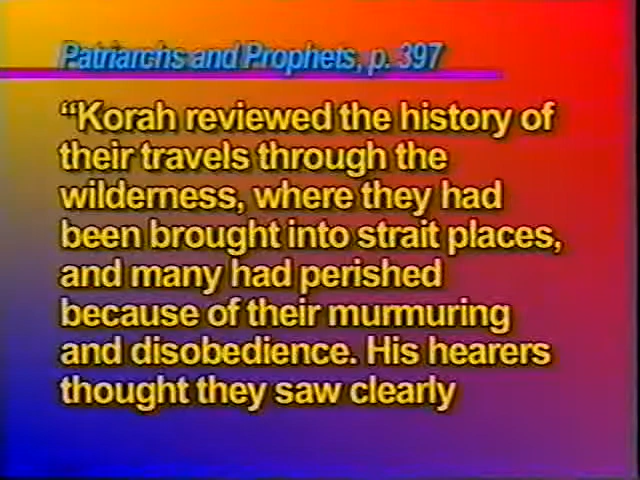 Patriarchs and Prophets, p. 397
“Korah reviewed the history of
their travels through the
wilderness, where they had
been brought into strait places,
and many had perished
because of their murmuring
and disobedience. His hearers
thought they saw clearly